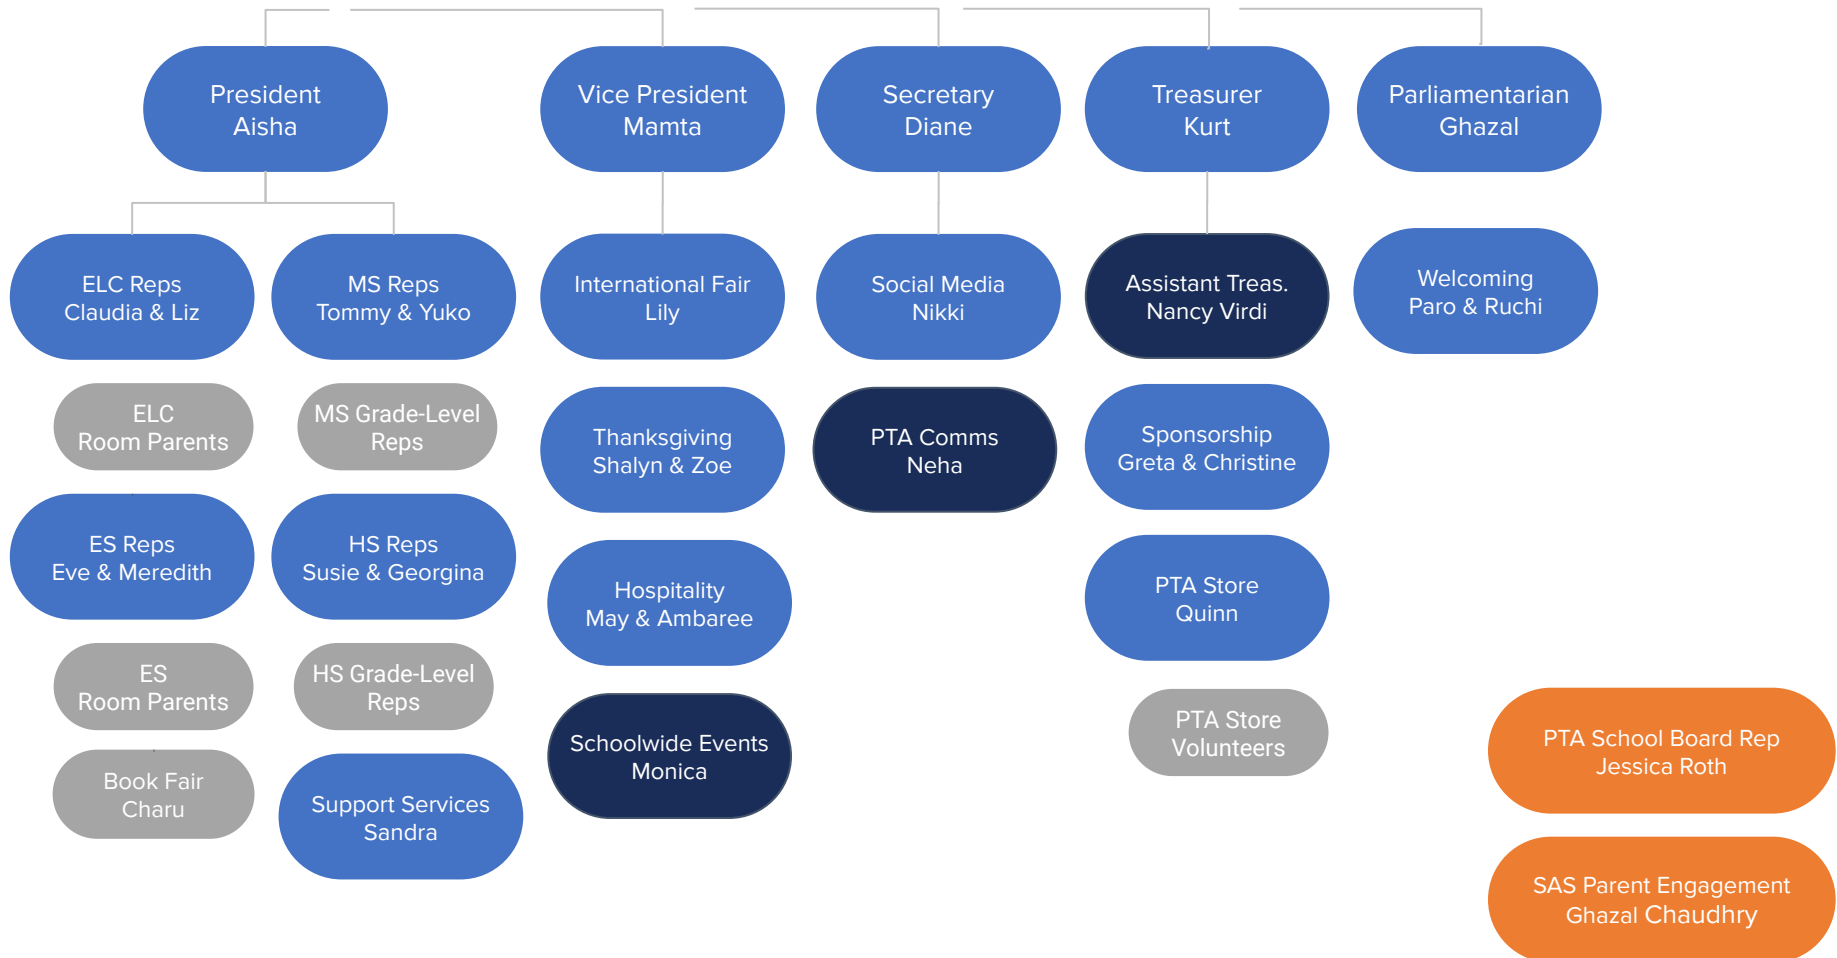 President
Aisha
Vice President
Mamta
Secretary
Diane
Treasurer
Kurt
Parliamentarian
Ghazal
ELC Reps
Claudia & Liz
MS Reps
Tommy & Yuko
International Fair
Lily
Social Media
Nikki
Assistant Treas.
Nancy Virdi
Welcoming
Paro & Ruchi
ELC
Room Parents
MS Grade-Level
Reps
Thanksgiving
Shalyn & Zoe
PTA Comms
Neha
Sponsorship
Greta & Christine
ES Reps
Eve & Meredith
HS Reps
Susie & Georgina
Hospitality
May & Ambaree
PTA Store
Quinn
ES
Room Parents
HS Grade-Level
Reps
Schoolwide Events
Monica
PTA Store
Volunteers
PTA School Board Rep
Jessica Roth
Book Fair
Charu
Support Services
Sandra
SAS Parent Engagement
Ghazal Chaudhry